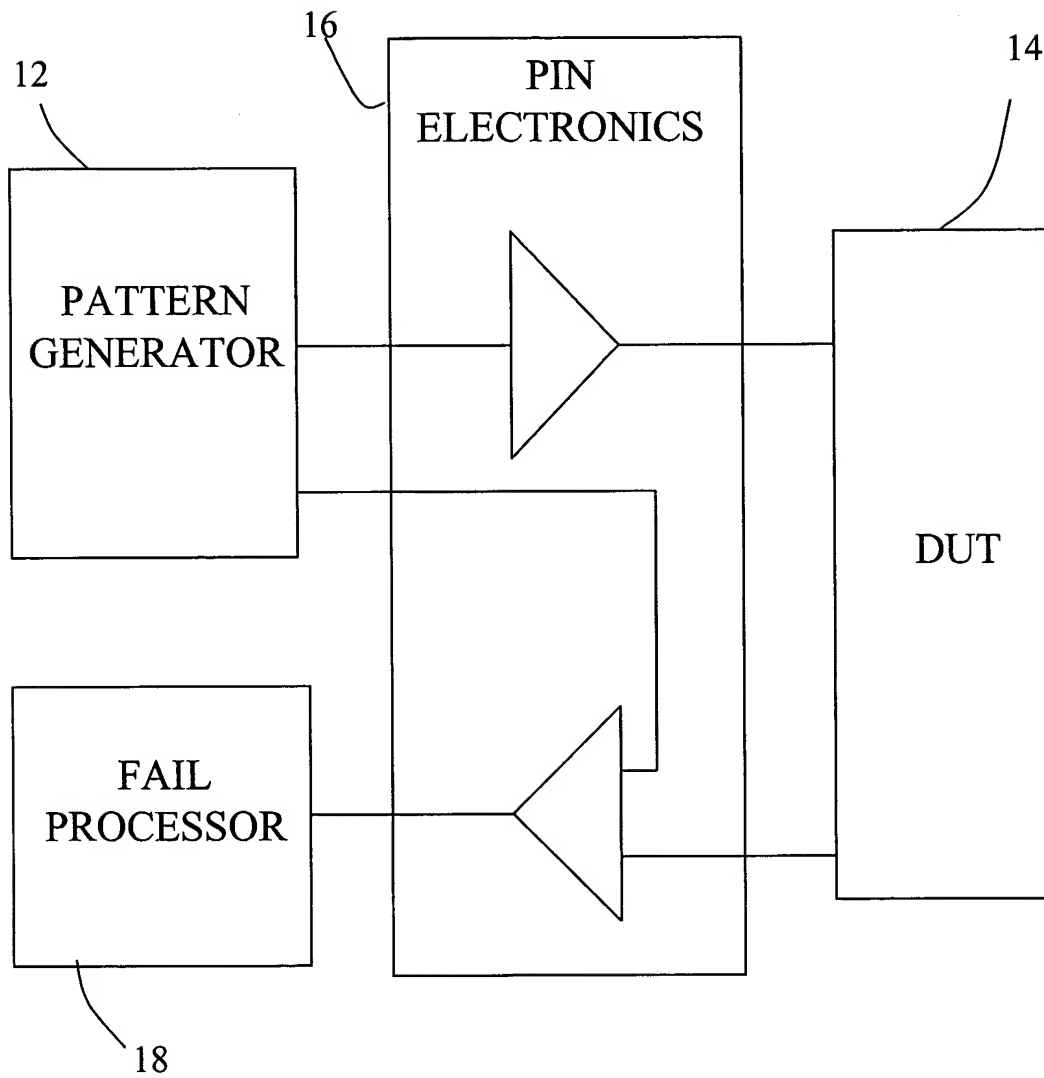 16
PIN
ELECTRONICS
12
14
PATTERN
GENERATOR
DUT
FAIL
PROCESSOR
18